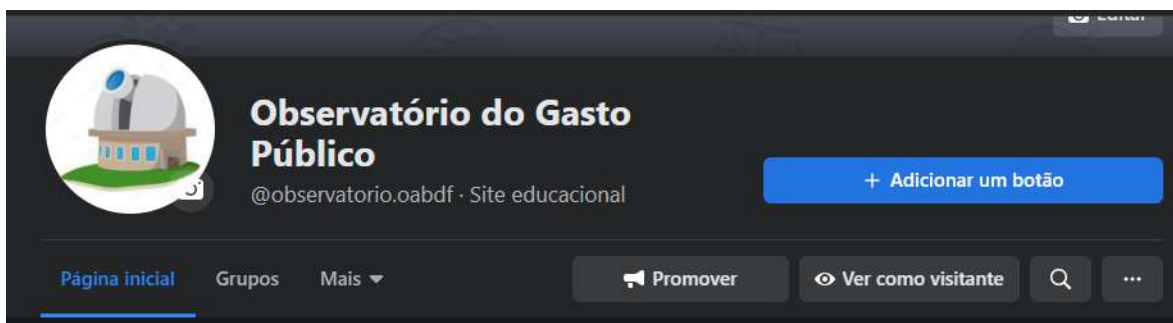 Editar
Observatório do Gasto
Público
@observatorio.oabdf · Site educacional
+ Adicionar um botão
Página inicial
Grupos
Mais
Promover
Ver como visitante
...